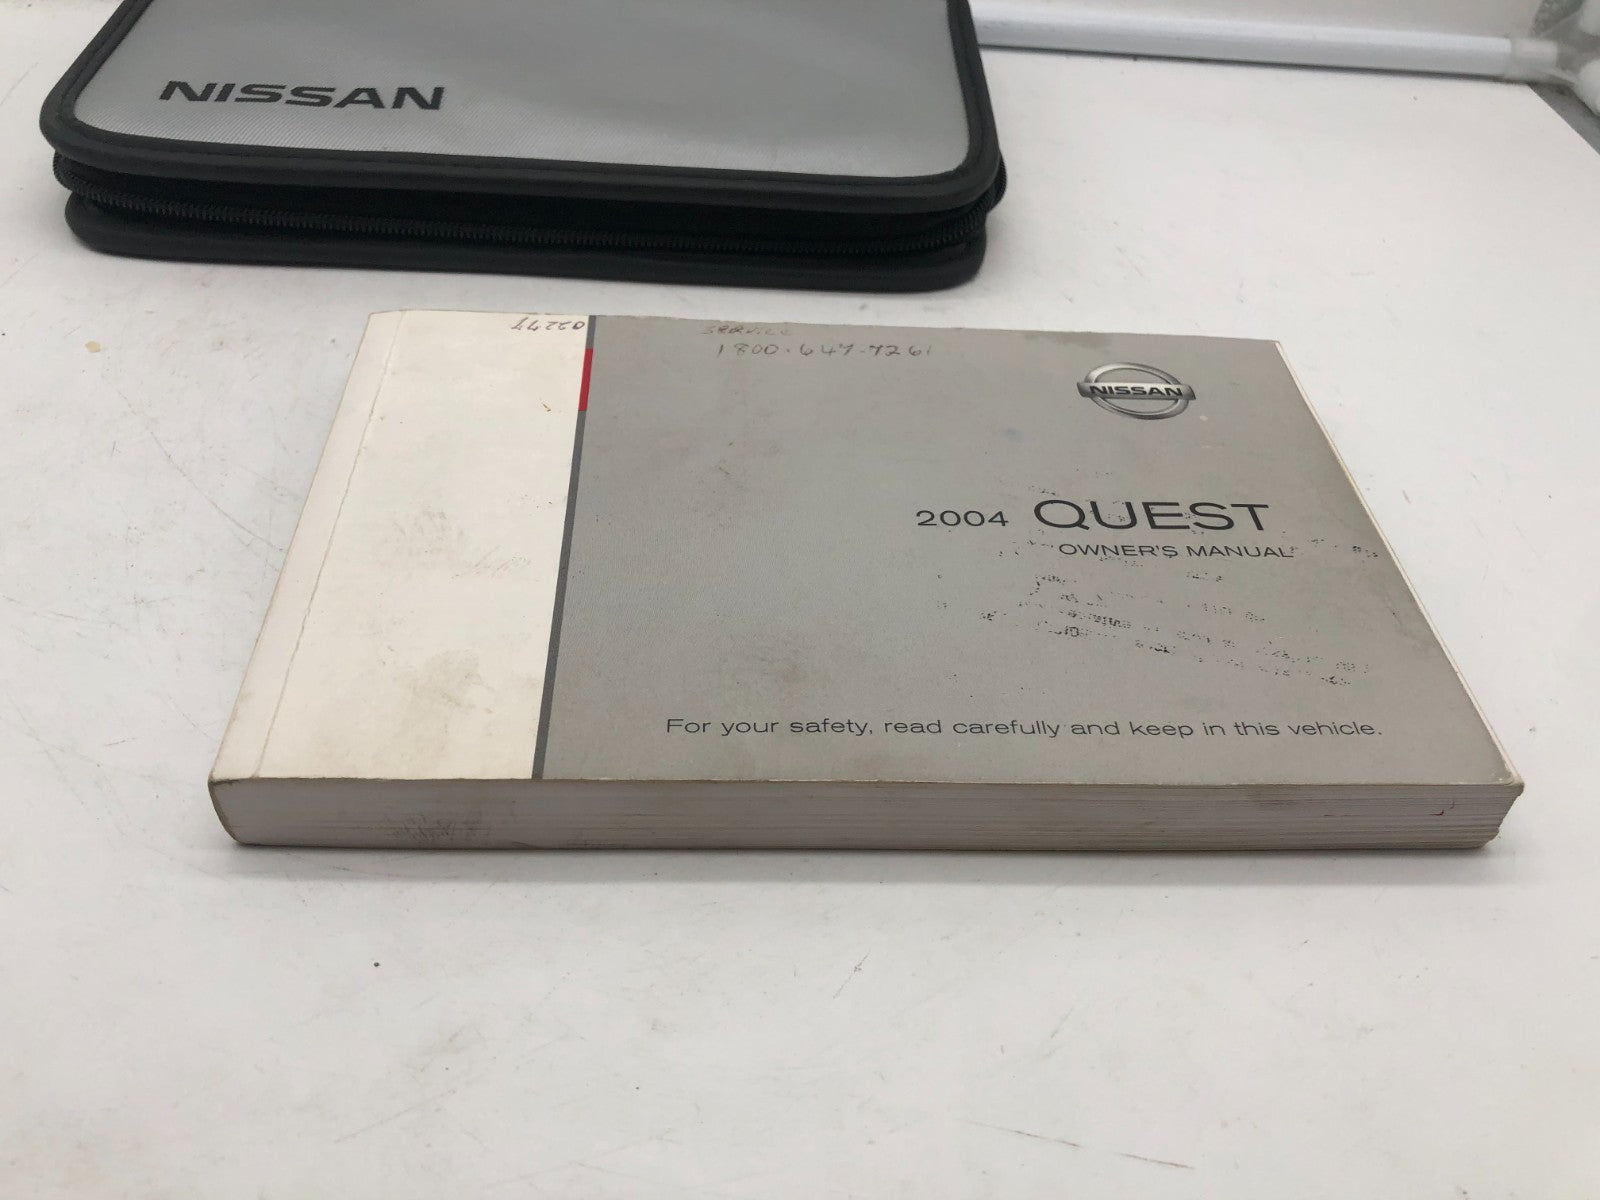 NISSAN
02277
SERVICE
1800-647-7261
NISSAN
2004 QUEST
OWNER'S MANUAL
For your safety, read carefully and keep in this vehicle.